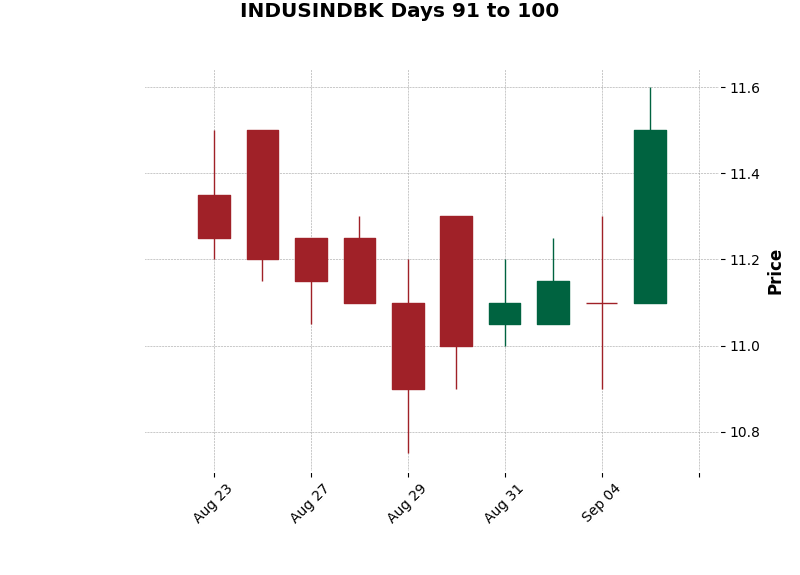 INDUSINDBK Days 91 to 100
11.6
11.4
11.2
11.0
10.8
Price
Aug 23
Aug 27
Aug 29
Aug 31
Sep 04